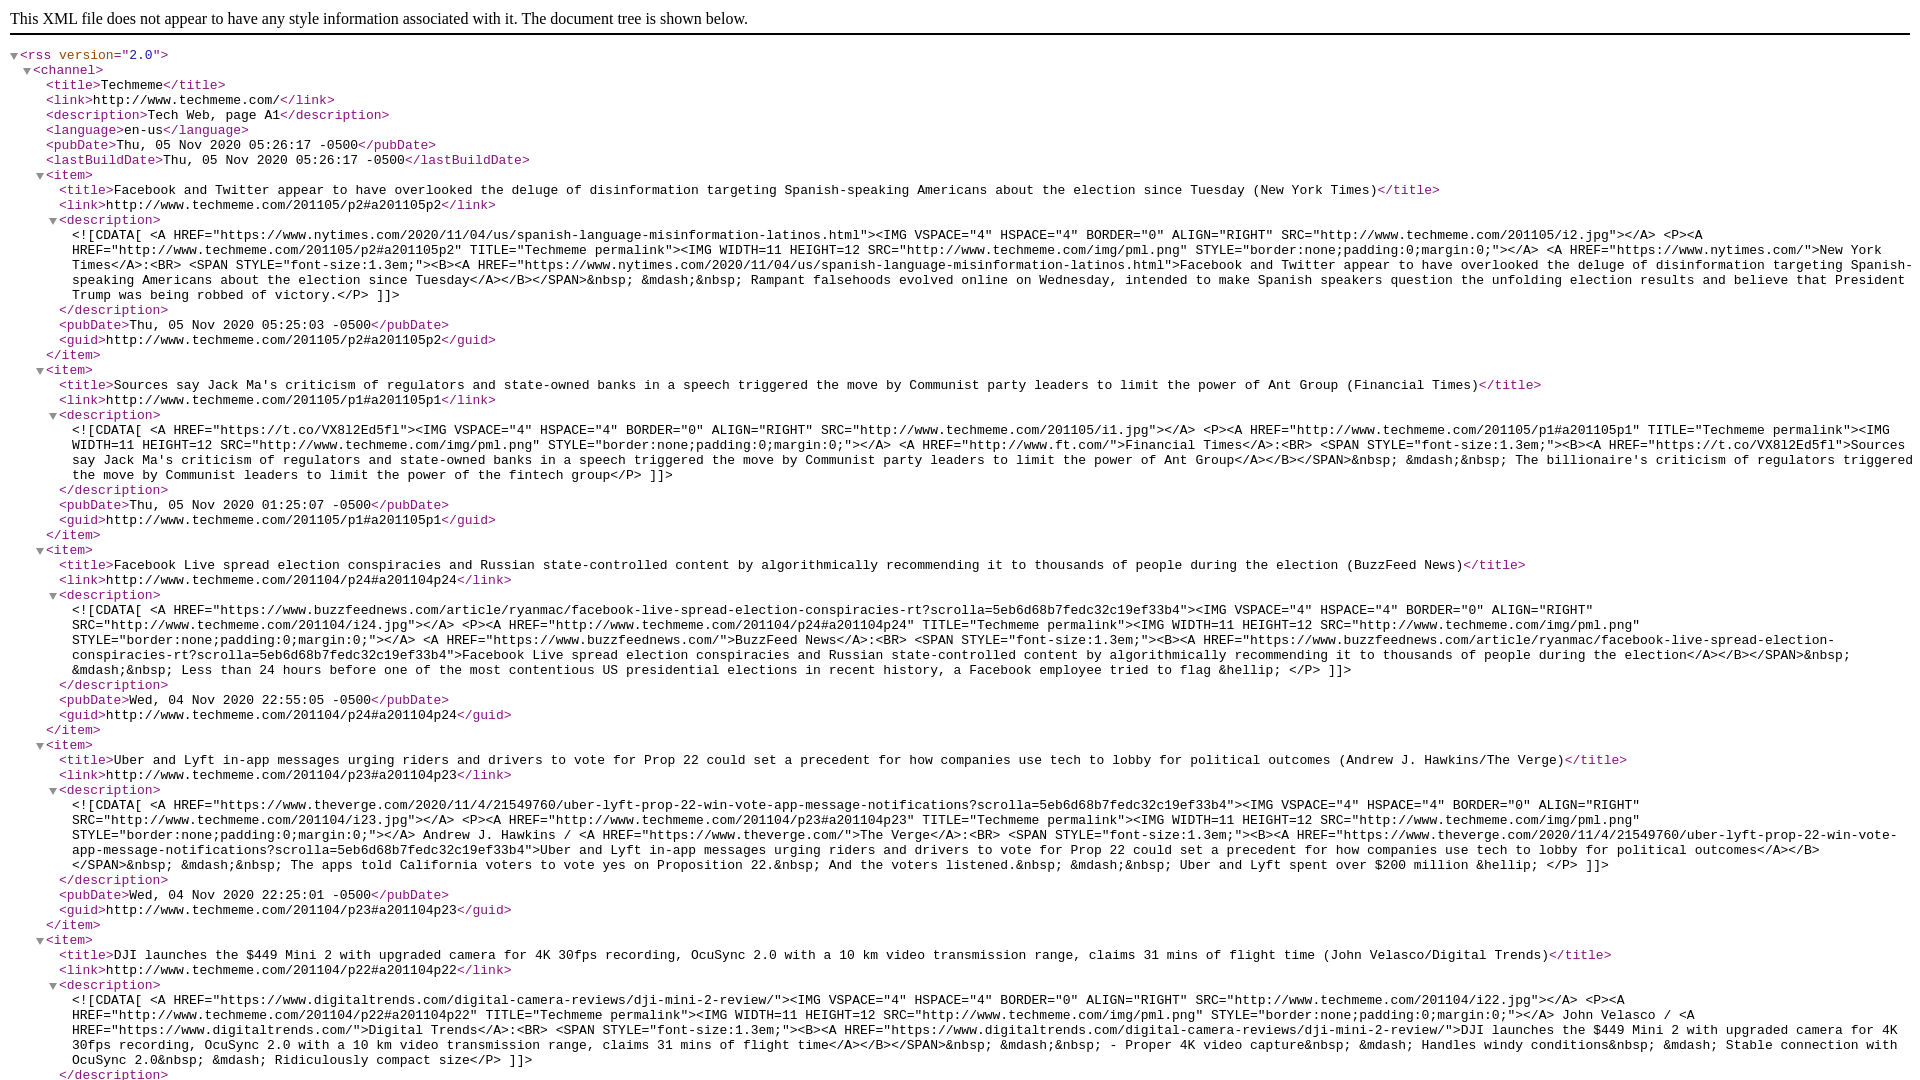 This XML file does not appear to have any style information associated with it. The document tree is shown below.
<rss version="2.0">
<channel>
<title>Techmeme</title>
<link>http://www.techmeme.com/</link>
<description>Tech Web, page A1</description>
<language>en-us</language>
<pubDate>Thu, 05 Nov 2020 05:26:17 -0500</pubDate>
<lastBuildDate>Thu, 05 Nov 2020 05:26:17 -0500</lastBuildDate>
<item>
<title>Facebook and Twitter appear to have overlooked the deluge of disinformation targeting Spanish-speaking Americans about the election since Tuesday (New York Times)</title>
<link>http://www.techmeme.com/201105/p2#a201105p2</link>
<description>
<![CDATA[ <A HREF="https://www.nytimes.com/2020/11/04/us/spanish-language-misinformation-latinos.html"><IMG VSPACE="4" HSPACE="4" BORDER="0" ALIGN="RIGHT" SRC="http://www.techmeme.com/201105/i2.jpg"></A> <P><A
HREF="http://www.techmeme.com/201105/p2#a201105p2" TITLE="Techmeme permalink"><IMG WIDTH=11 HEIGHT=12 SRC="http://www.techmeme.com/img/pml.png" STYLE="border:none;padding:0;margin:0;"></A> <A HREF="https://www.nytimes.com/">New York
Times</A>:<BR> <SPAN STYLE="font-size:1.3em;"><B><A HREF="https://www.nytimes.com/2020/11/04/us/spanish-language-misinformation-latinos.html">Facebook and Twitter appear to have overlooked the deluge of disinformation targeting Spanish-
speaking Americans about the election since Tuesday</A></B></SPAN>&nbsp; &mdash;&nbsp; Rampant falsehoods evolved online on Wednesday, intended to make Spanish speakers question the unfolding election results and believe that President
Trump was being robbed of victory.</P> ]]>
</description>
<pubDate>Thu, 05 Nov 2020 05:25:03 -0500</pubDate>
<guid>http://www.techmeme.com/201105/p2#a201105p2</guid>
</item>
<item>
<title>Sources say Jack Ma's criticism of regulators and state-owned banks in a speech triggered the move by Communist party leaders to limit the power of Ant Group (Financial Times)</title>
<link>http://www.techmeme.com/201105/p1#a201105p1</link>
<description>
<![CDATA[ <A HREF="https://t.co/VX8l2Ed5fl"><IMG VSPACE="4" HSPACE="4" BORDER="0" ALIGN="RIGHT" SRC="http://www.techmeme.com/201105/i1.jpg"></A> <P><A HREF="http://www.techmeme.com/201105/p1#a201105p1" TITLE="Techmeme permalink"><IMG
WIDTH=11 HEIGHT=12 SRC="http://www.techmeme.com/img/pml.png" STYLE="border:none;padding:0;margin:0;"></A> <A HREF="http://www.ft.com/">Financial Times</A>:<BR> <SPAN STYLE="font-size:1.3em;"><B><A HREF="https://t.co/VX8l2Ed5fl">Sources
say Jack Ma's criticism of regulators and state-owned banks in a speech triggered the move by Communist party leaders to limit the power of Ant Group</A></B></SPAN>&nbsp; &mdash;&nbsp; The billionaire's criticism of regulators triggered
the move by Communist leaders to limit the power of the fintech group</P> ]]>
</description>
<pubDate>Thu, 05 Nov 2020 01:25:07 -0500</pubDate>
<guid>http://www.techmeme.com/201105/p1#a201105p1</guid>
</item>
<item>
<title>Facebook Live spread election conspiracies and Russian state-controlled content by algorithmically recommending it to thousands of people during the election (BuzzFeed News)</title>
<link>http://www.techmeme.com/201104/p24#a201104p24</link>
<description>
<![CDATA[ <A HREF="https://www.buzzfeednews.com/article/ryanmac/facebook-live-spread-election-conspiracies-rt?scrolla=5eb6d68b7fedc32c19ef33b4"><IMG VSPACE="4" HSPACE="4" BORDER="0" ALIGN="RIGHT"
SRC="http://www.techmeme.com/201104/i24.jpg"></A> <P><A HREF="http://www.techmeme.com/201104/p24#a201104p24" TITLE="Techmeme permalink"><IMG WIDTH=11 HEIGHT=12 SRC="http://www.techmeme.com/img/pml.png"
STYLE="border:none;padding:0;margin:0;"></A> <A HREF="https://www.buzzfeednews.com/">BuzzFeed News</A>:<BR> <SPAN STYLE="font-size:1.3em;"><B><A HREF="https://www.buzzfeednews.com/article/ryanmac/facebook-live-spread-election-
conspiracies-rt?scrolla=5eb6d68b7fedc32c19ef33b4">Facebook Live spread election conspiracies and Russian state-controlled content by algorithmically recommending it to thousands of people during the election</A></B></SPAN>&nbsp;
&mdash;&nbsp; Less than 24 hours before one of the most contentious US presidential elections in recent history, a Facebook employee tried to flag &hellip; </P> ]]>
</description>
<pubDate>Wed, 04 Nov 2020 22:55:05 -0500</pubDate>
<guid>http://www.techmeme.com/201104/p24#a201104p24</guid>
</item>
<item>
<title>Uber and Lyft in-app messages urging riders and drivers to vote for Prop 22 could set a precedent for how companies use tech to lobby for political outcomes (Andrew J. Hawkins/The Verge)</title>
<link>http://www.techmeme.com/201104/p23#a201104p23</link>
<description>
<![CDATA[ <A HREF="https://www.theverge.com/2020/11/4/21549760/uber-lyft-prop-22-win-vote-app-message-notifications?scrolla=5eb6d68b7fedc32c19ef33b4"><IMG VSPACE="4" HSPACE="4" BORDER="0" ALIGN="RIGHT"
SRC="http://www.techmeme.com/201104/i23.jpg"></A> <P><A HREF="http://www.techmeme.com/201104/p23#a201104p23" TITLE="Techmeme permalink"><IMG WIDTH=11 HEIGHT=12 SRC="http://www.techmeme.com/img/pml.png"
STYLE="border:none;padding:0;margin:0;"></A> Andrew J. Hawkins / <A HREF="https://www.theverge.com/">The Verge</A>:<BR> <SPAN STYLE="font-size:1.3em;"><B><A HREF="https://www.theverge.com/2020/11/4/21549760/uber-lyft-prop-22-win-vote-
app-message-notifications?scrolla=5eb6d68b7fedc32c19ef33b4">Uber and Lyft in-app messages urging riders and drivers to vote for Prop 22 could set a precedent for how companies use tech to lobby for political outcomes</A></B>
</SPAN>&nbsp; &mdash;&nbsp; The apps told California voters to vote yes on Proposition 22.&nbsp; And the voters listened.&nbsp; &mdash;&nbsp; Uber and Lyft spent over $200 million &hellip; </P> ]]>
</description>
<pubDate>Wed, 04 Nov 2020 22:25:01 -0500</pubDate>
<guid>http://www.techmeme.com/201104/p23#a201104p23</guid>
</item>
<item>
<title>DJI launches the $449 Mini 2 with upgraded camera for 4K 30fps recording, OcuSync 2.0 with a 10 km video transmission range, claims 31 mins of flight time (John Velasco/Digital Trends)</title>
<link>http://www.techmeme.com/201104/p22#a201104p22</link>
<description>
<![CDATA[ <A HREF="https://www.digitaltrends.com/digital-camera-reviews/dji-mini-2-review/"><IMG VSPACE="4" HSPACE="4" BORDER="0" ALIGN="RIGHT" SRC="http://www.techmeme.com/201104/i22.jpg"></A> <P><A
HREF="http://www.techmeme.com/201104/p22#a201104p22" TITLE="Techmeme permalink"><IMG WIDTH=11 HEIGHT=12 SRC="http://www.techmeme.com/img/pml.png" STYLE="border:none;padding:0;margin:0;"></A> John Velasco / <A
HREF="https://www.digitaltrends.com/">Digital Trends</A>:<BR> <SPAN STYLE="font-size:1.3em;"><B><A HREF="https://www.digitaltrends.com/digital-camera-reviews/dji-mini-2-review/">DJI launches the $449 Mini 2 with upgraded camera for 4K
30fps recording, OcuSync 2.0 with a 10 km video transmission range, claims 31 mins of flight time</A></B></SPAN>&nbsp; &mdash;&nbsp; - Proper 4K video capture&nbsp; &mdash; Handles windy conditions&nbsp; &mdash; Stable connection with
OcuSync 2.0&nbsp; &mdash; Ridiculously compact size</P> ]]>
</description>